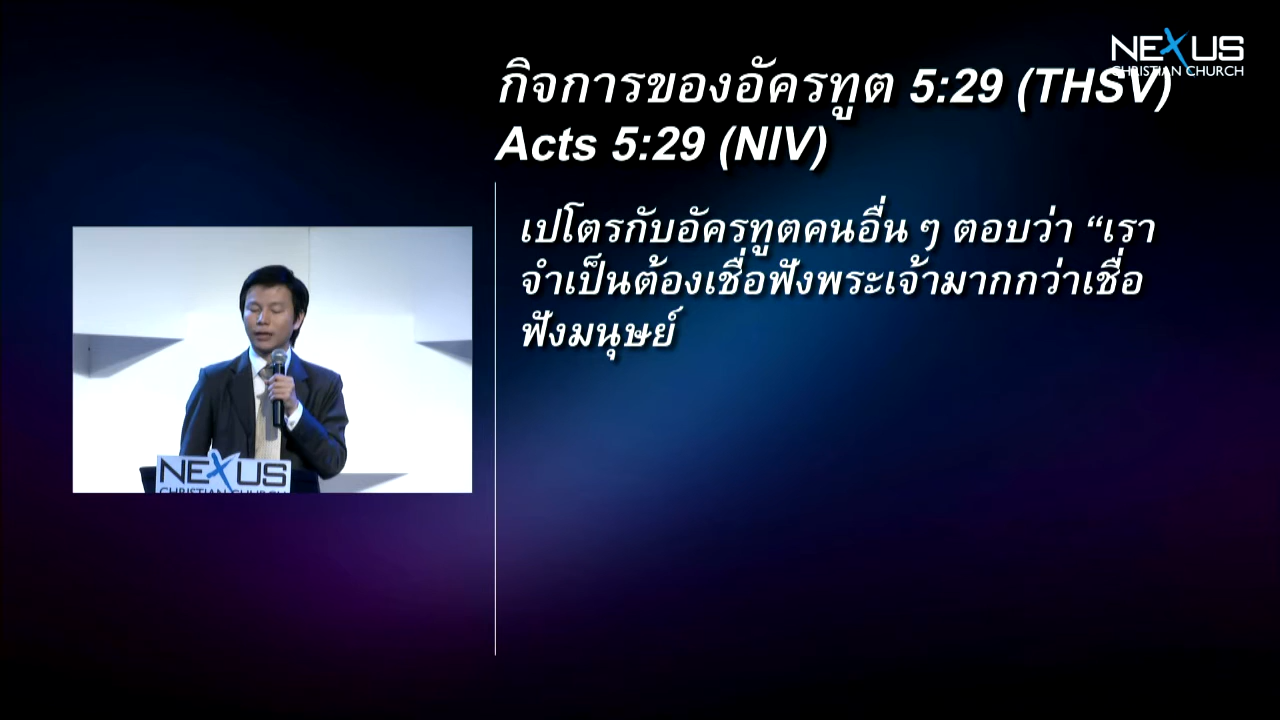 NEXUS
CHRISTIAN CHURCH
กิจการของอัครทูต 5:29 (THSV)
Acts 5:29 (NIV)
เปโตรกับอัครทูตคนอื่น ๆ ตอบว่า “เรา
จำเป็นต้องเชื่อฟังพระเจ้ามากกว่าเชื่อ
ฟังมนุษย์
NEXUS
CHRISTIAN CHURCH